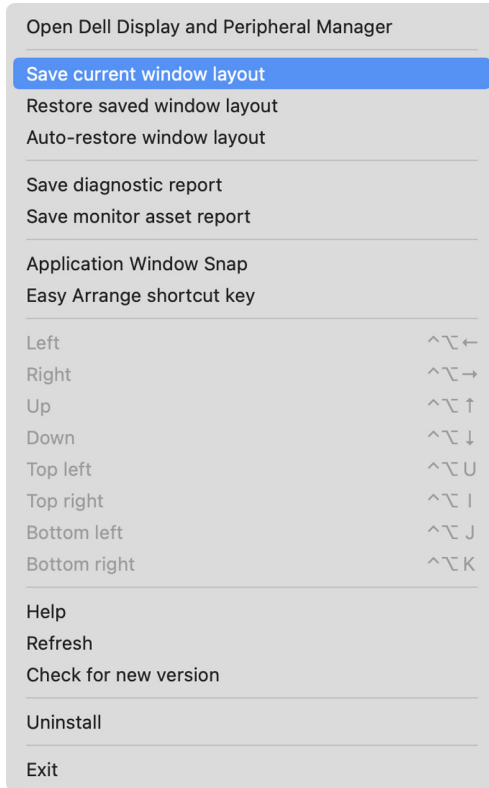 Open Dell Display and Peripheral Manager
Save current window layout
Restore saved window layout
Auto-restore window layout
Save diagnostic report
Save monitor asset report
Application Window Snap
Easy Arrange shortcut key
Left ^⌥←
Right ^⌥→
Up ^⌥↑
Down ^⌥↓
Top left ^⌥U
Top right ^⌥I
Bottom left ^⌥J
Bottom right ^⌥K
Help
Refresh
Check for new version
Uninstall
Exit